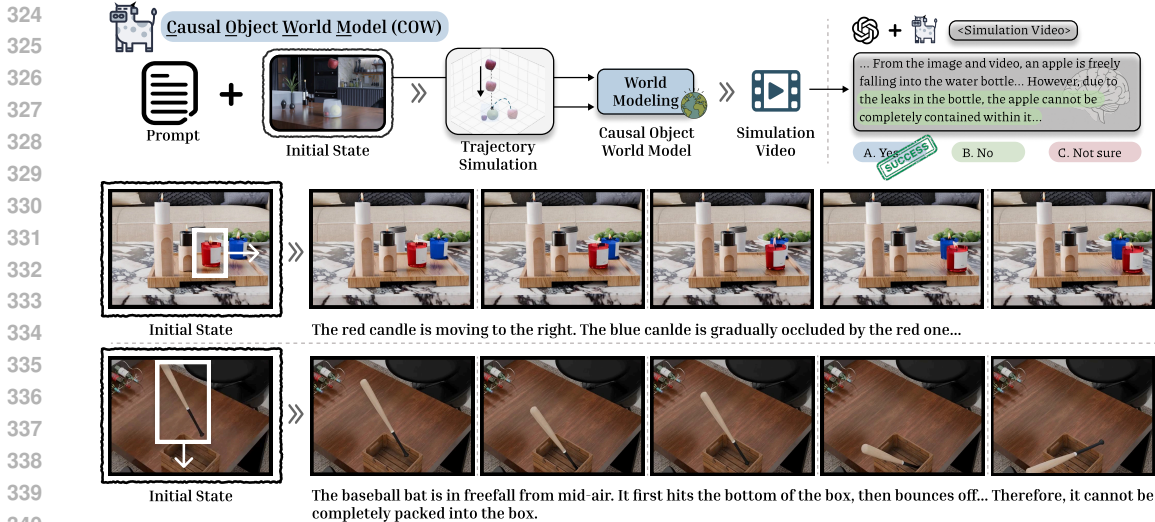 324
325
326
327
328
329
330
331
332
333
334
335
336
337
338
339
Causal Object World Model (COW)
Prompt
Initial State
Trajectory
Simulation
World
Modeling
Causal Object
World Model
Simulation
Video
<Simulation Video>
... From the image and video, an apple is freely
falling into the water bottle... However, due to
the leaks in the bottle, the apple cannot be
completely contained within it...
A. Yes
SUCCESS
B. No
C. Not sure
Initial State
The red candle is moving to the right. The blue canlde is gradually occluded by the red one...
Initial State
The baseball bat is in freefall from mid-air. It first hits the bottom of the box, then bounces off... Therefore, it cannot be
completely packed into the box.